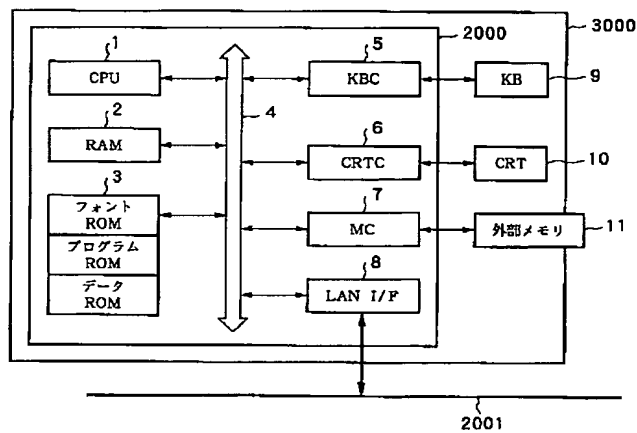 2000
3000
1
CPU
2
RAM
3
フォント
ROM
プログラム
ROM
データ
ROM
4
5
KBC
KB
9
6
CRTC
CRT
10
7
MC
外部メモリ
11
8
LAN I/F
2001